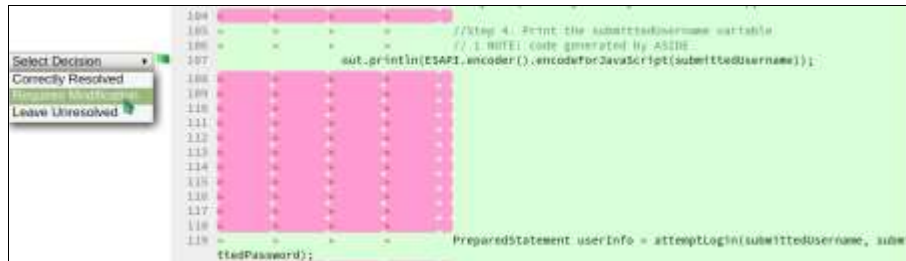 104
105 //Step 4: Print the submittedUsername variable
106 // 1 NOTE: code generated by ASIDE
Select Decision
107 out.println(ESAPI.encoder().encodeForJavaScript(submittedUsername));
Correctly Resolved
108
Requires Modification
109
110
Leave Unresolved
111
112
113
114
115
116
117
118
119 PreparedStatement userInfo = attemptLogin(submittedUsername, subm
ttedPassword);